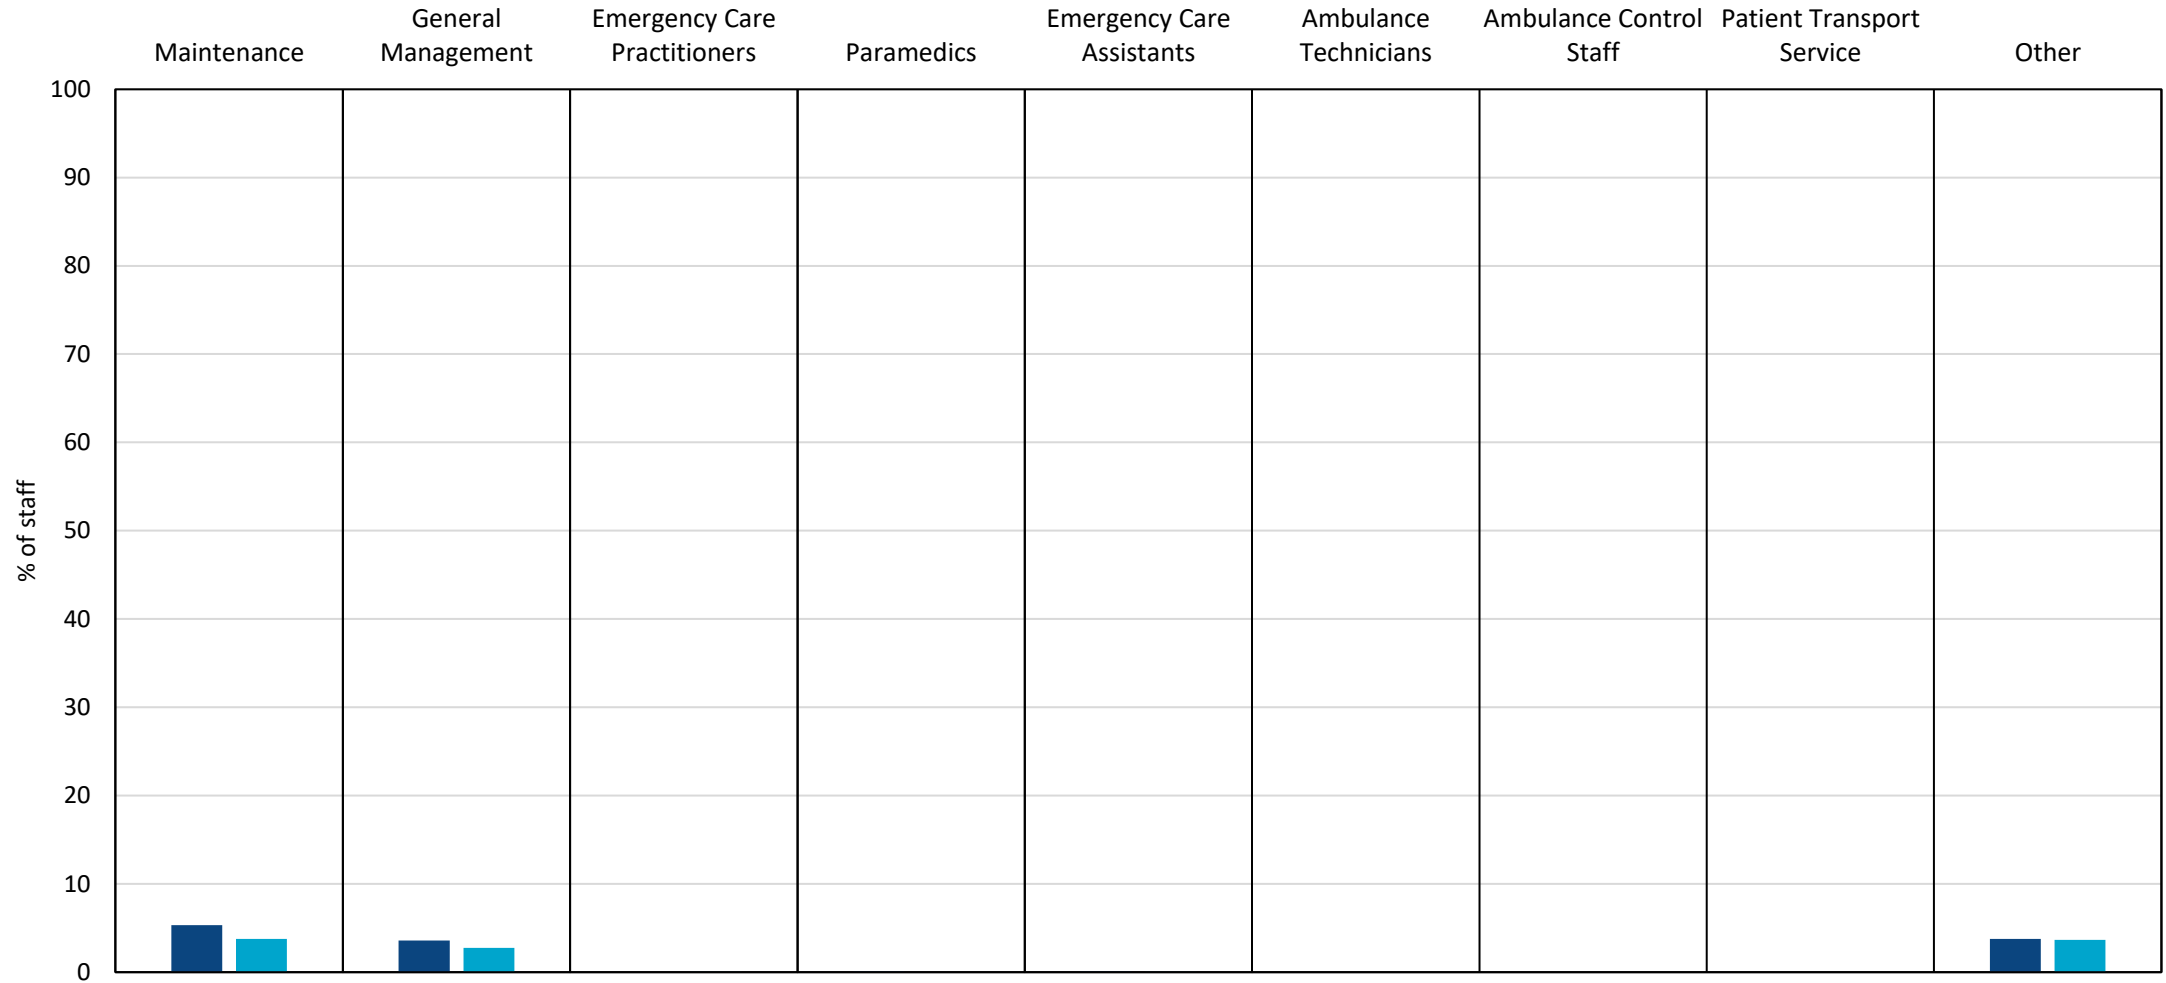 Maintenance
General
Management
Emergency Care
Practitioners
Paramedics
Emergency Care
Assistants
Ambulance
Technicians
Ambulance Control
Staff
Patient Transport
Service
Other
100
90
80
70
60
50
40
30
20
10
0
% of staff